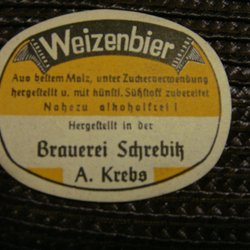 Weizenbier
Aus bestem Malz, unter Zuckerverwendung
hergestellt u. mit künstl. Süßstoff zubereitet
Nahezu alkoholfrei!
Hergestellt in der
Brauerei Schrebitz
A. Krebs